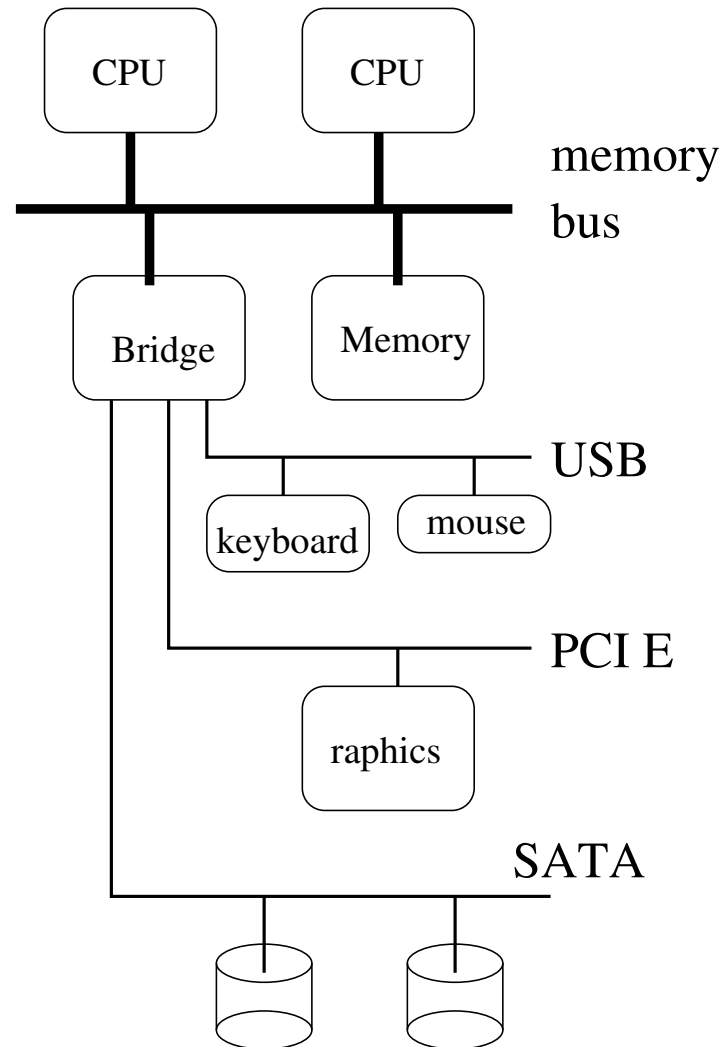 CPU
CPU
memory
bus
Bridge
Memory
USB
keyboard
mouse
PCI E
raphics
SATA